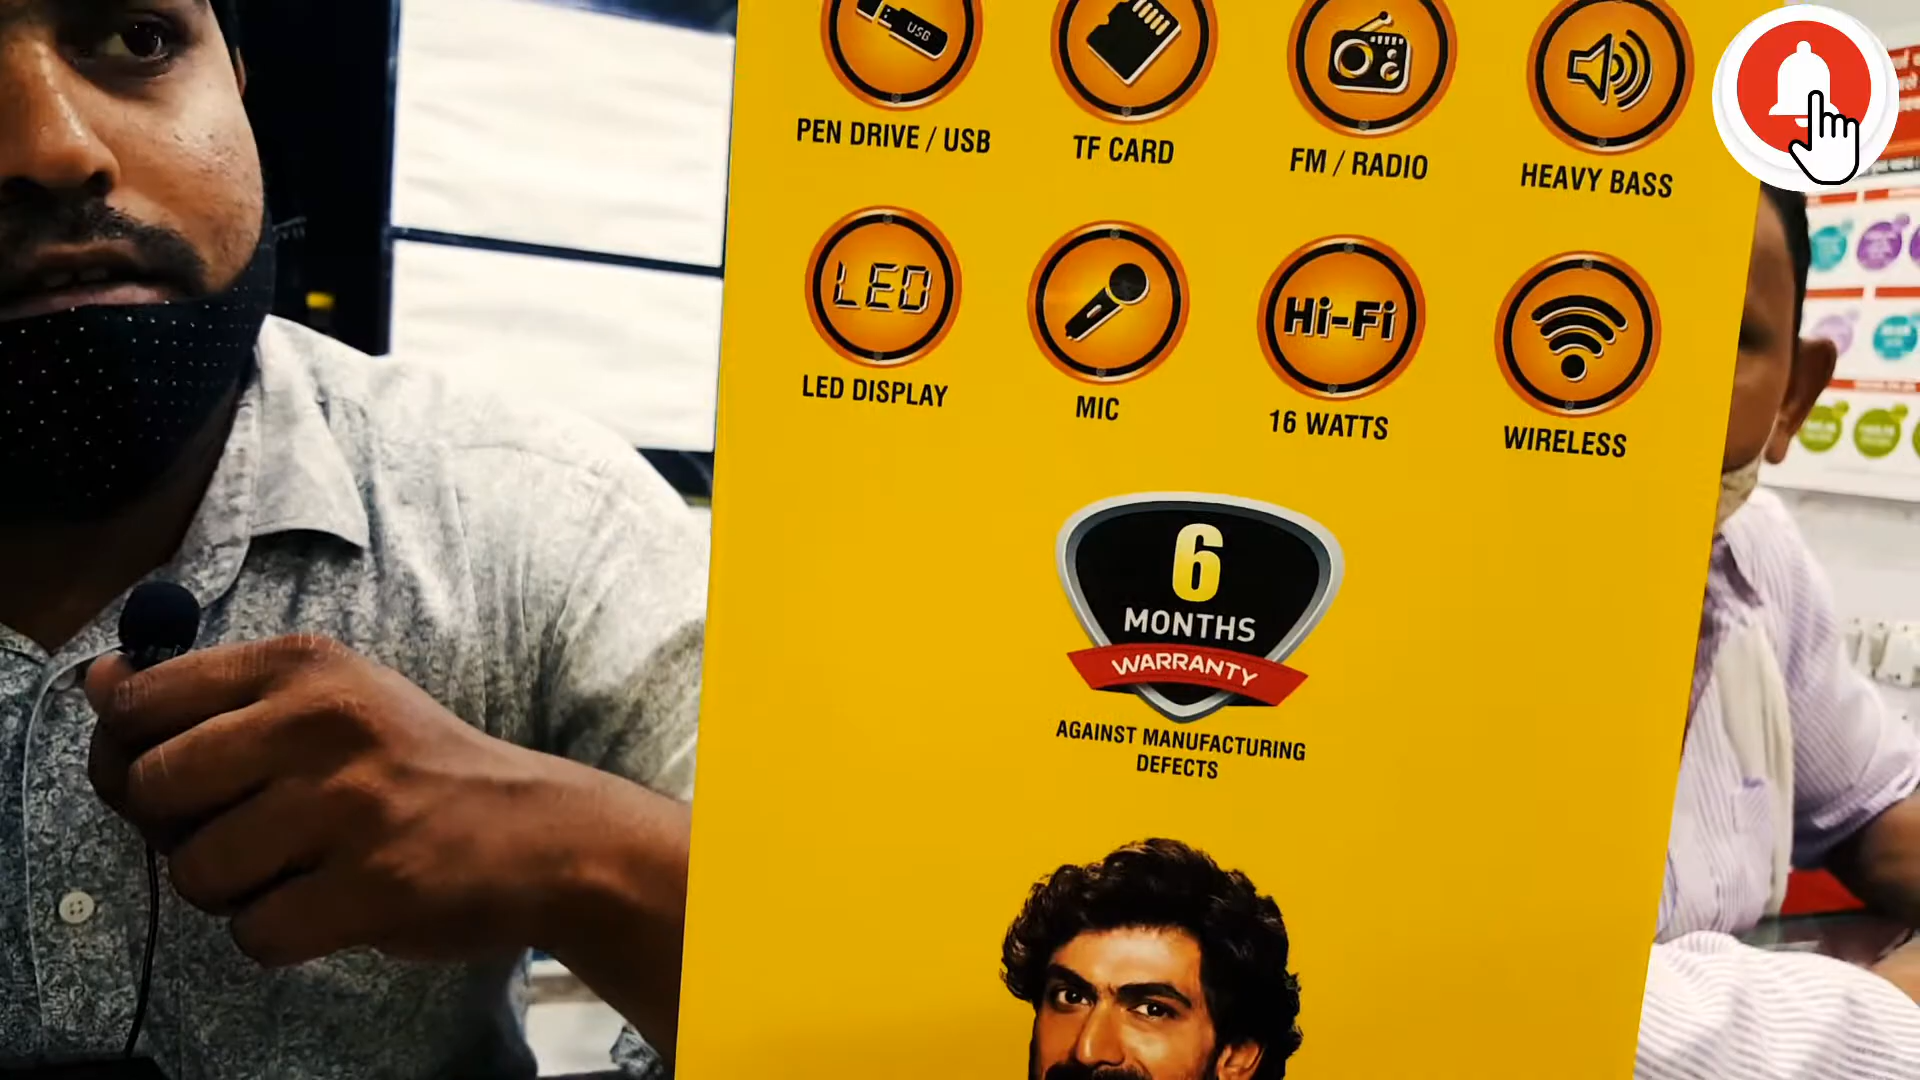 USB
PEN DRIVE / USB
TF CARD
FM / RADIO
HEAVY BASS
LED
Hi-Fi
LED DISPLAY
MIC
16 WATTS
WIRELESS
6
MONTHS
WARRANTY
AGAINST MANUFACTURING
DEFECTS